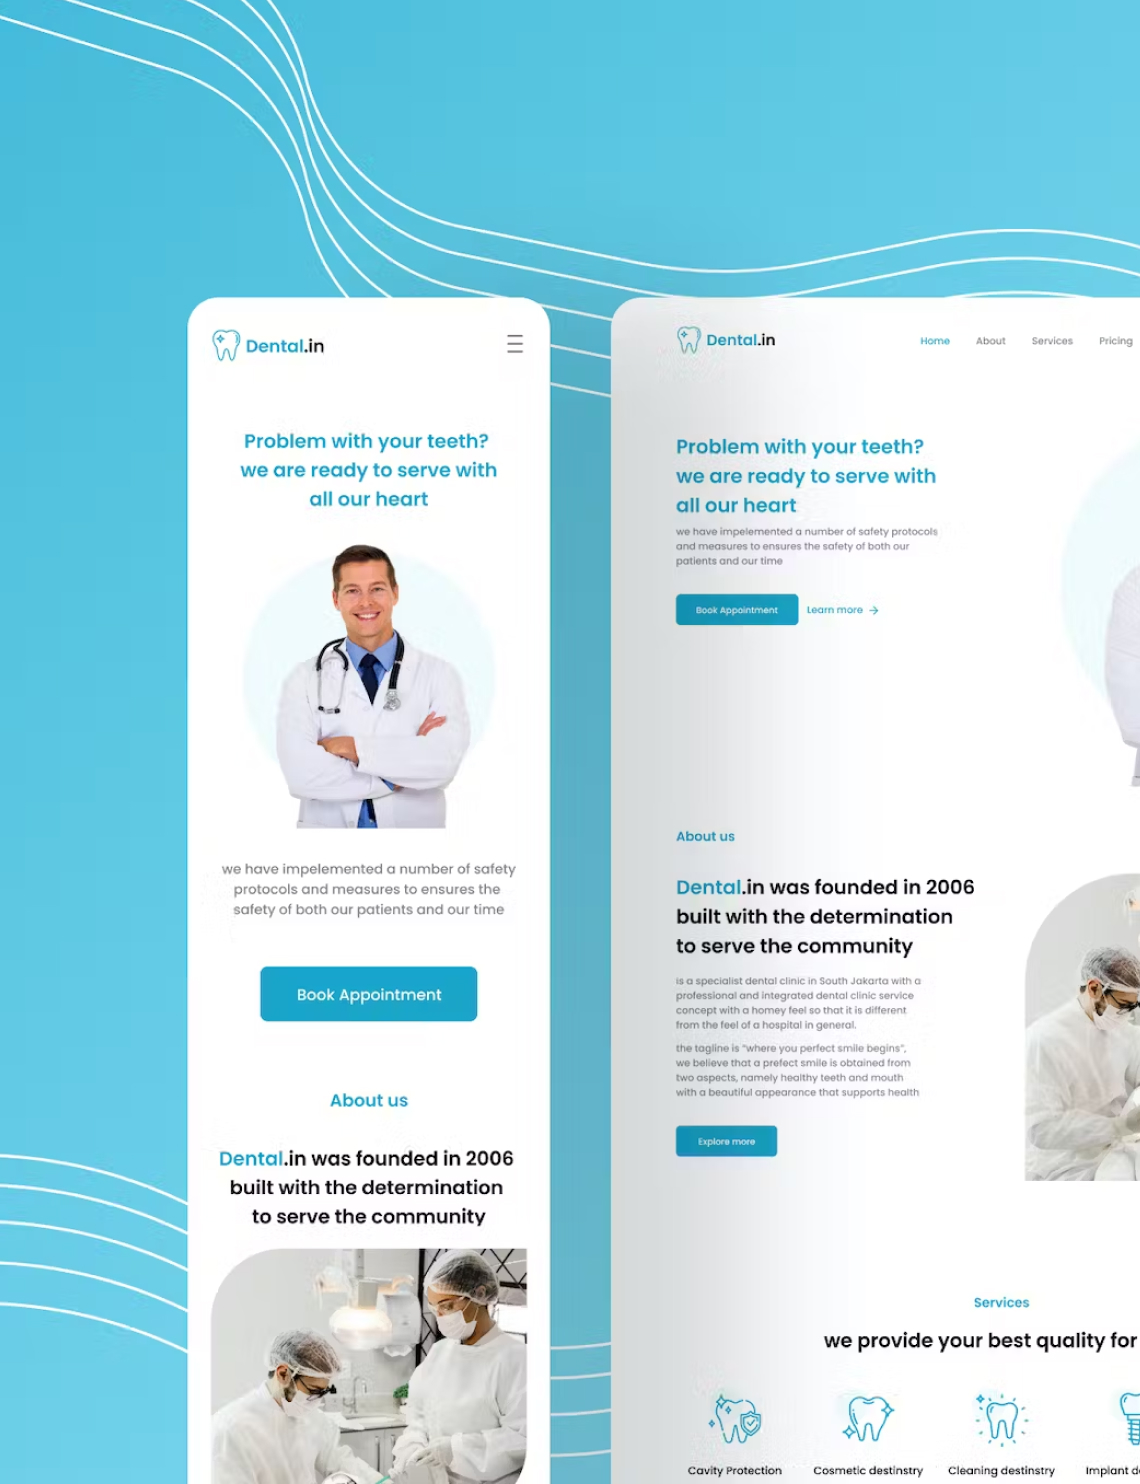 Dental.in
Problem with your teeth?
we are ready to serve with
all our heart
we have impelemented a number of safety
protocols and measures to ensures the
safety of both our patients and our time
Book Appointment
About us
Dental.in was founded in 2006
built with the determination
to serve the community
Dental.in
Home About Services Pricing
Problem with your teeth?
we are ready to serve with
all our heart
we have impelemented a number of safety protocols
and measures to ensures the safety of both our
patients and our time
Book Appointment Learn more →
About us
Dental.in was founded in 2006
built with the determination
to serve the community
is a specialist dental clinic in South Jakarta with a
professional and integrated dental clinic service
concept with a homey feel so that it is different
from the feel of a hospital in general.
the tagline is "where you perfect smile begins",
we believe that a prefect smile is obtained from
two aspects, namely healthy teeth and mouth
with a beautiful appearance that supports health
Explore more
Services
we provide your best quality for
Cavity Protection Cosmetic destinstry Cleaning destinstry Implant